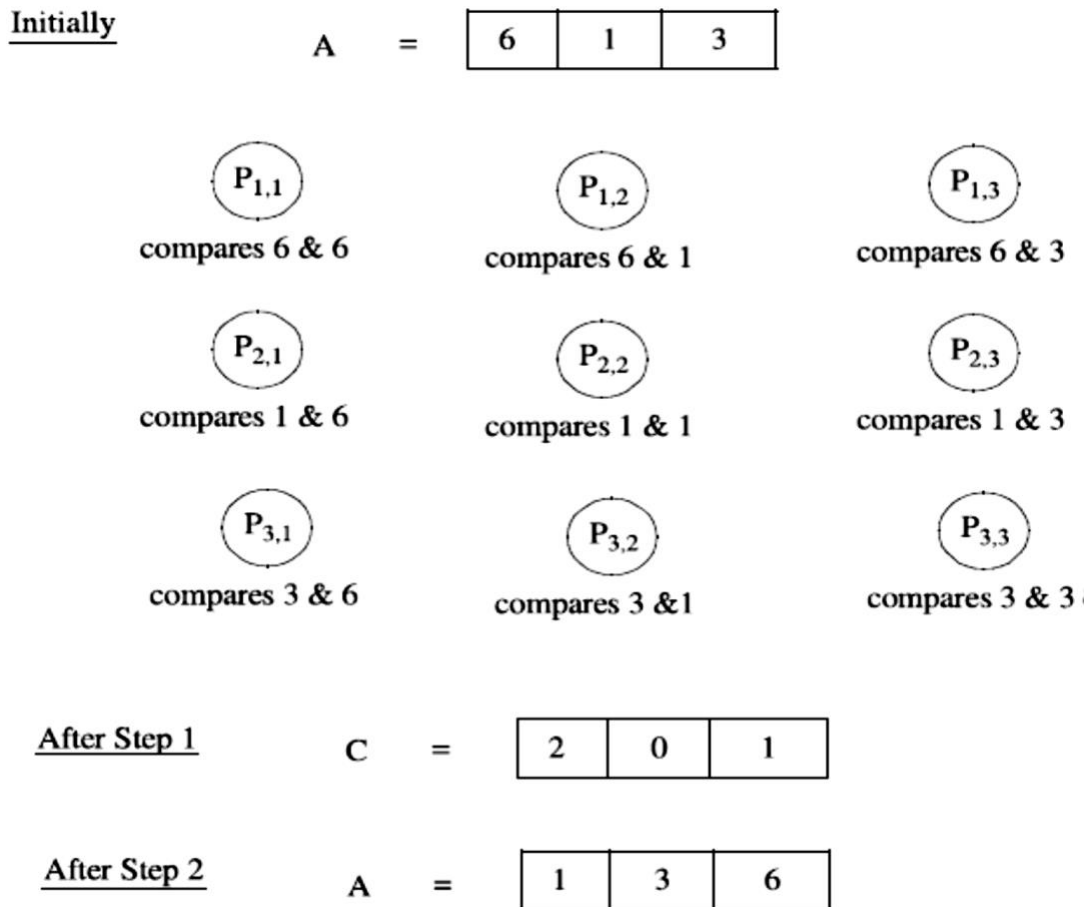 Initially A = 6 1 3
P1,1 P1,2 P1,3
compares 6 & 6 compares 6 & 1 compares 6 & 3
P2,1 P2,2 P2,3
compares 1 & 6 compares 1 & 1 compares 1 & 3
P3,1 P3,2 P3,3
compares 3 & 6 compares 3 &1 compares 3 & 3
After Step 1 C = 2 0 1
After Step 2 A = 1 3 6